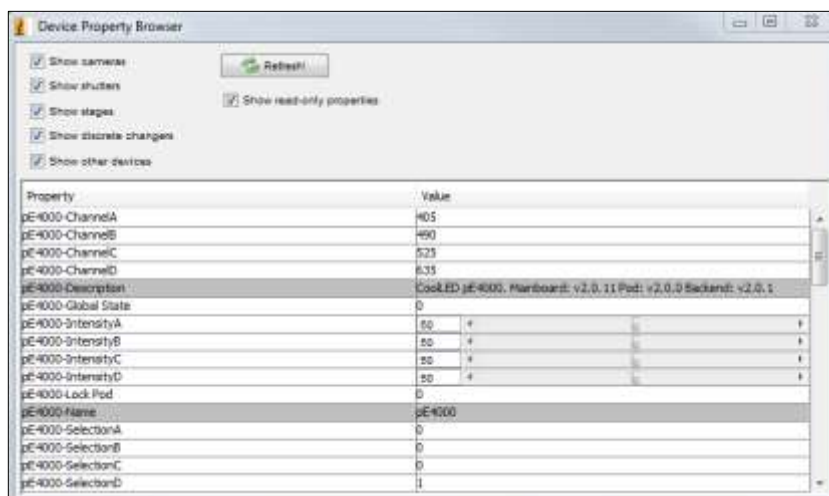 Device Property Browser
Show cameras
Refresh!
Show shutters
Show read-only properties
Show stages
Show discrete changers
Show other devices
Property Value
pE4000-ChannelA 405
pE4000-ChannelB 490
pE4000-ChannelC 525
pE4000-ChannelD 635
pE4000-Description CoolLED pE4000. Mainboard: v2.0.11 Pod: v2.0.0 Backend: v2.0.1
pE4000-Global State 0
pE4000-IntensityA 50
pE4000-IntensityB 50
pE4000-IntensityC 50
pE4000-IntensityD 50
pE4000-Lock Pod 0
pE4000-Name pE4000
pE4000-SelectionA 0
pE4000-SelectionB 0
pE4000-SelectionC 0
pE4000-SelectionD 1